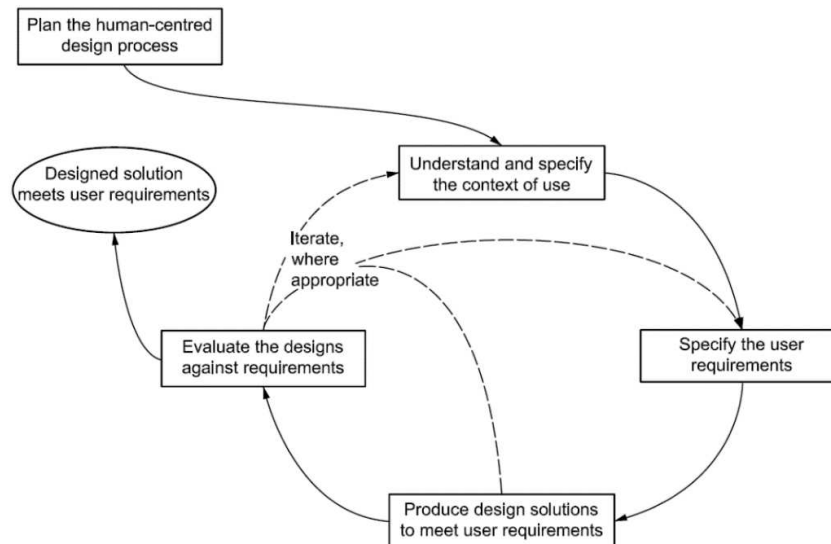 Plan the human-centred
design process
Understand and specify
the context of use
Designed solution
meets user requirements
Iterate,
where
appropriate
Evaluate the designs
against requirements
Specify the user
requirements
Produce design solutions
to meet user requirements